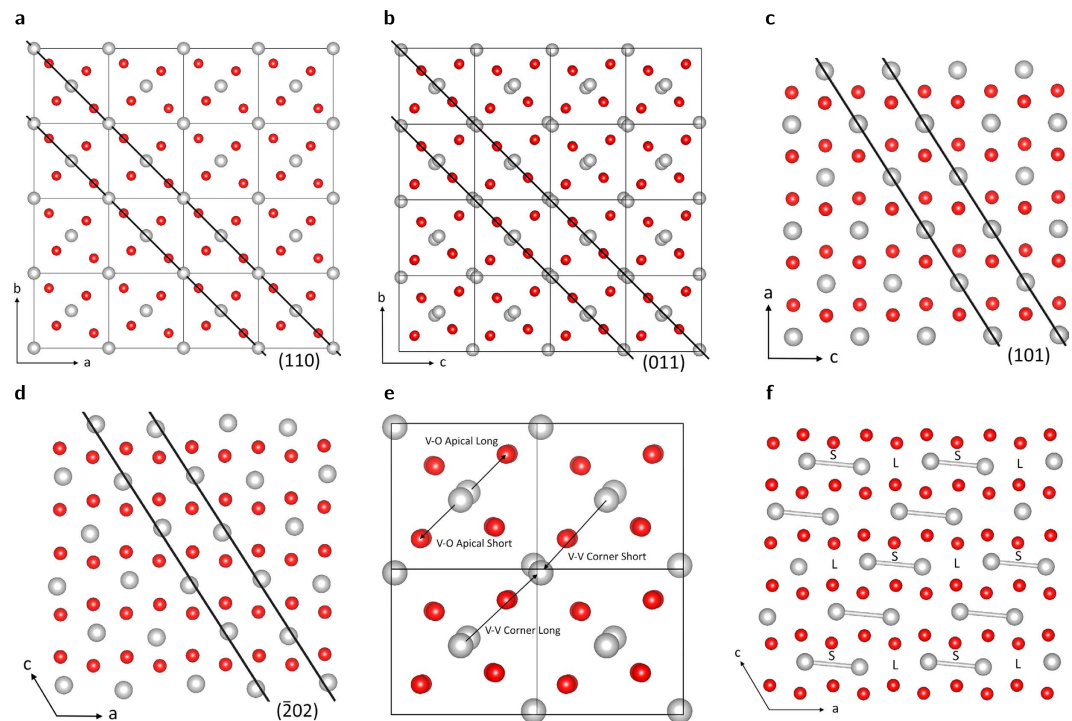 a
b
a
(110)
b
b
c
(011)
c
a
c
(101)
d
c
a
(2̄02)
e
V-O Apical Long
V-O Apical Short
V-V Corner Short
V-V Corner Long
f
S S
L L
S S
L L
S S
L L
c
a